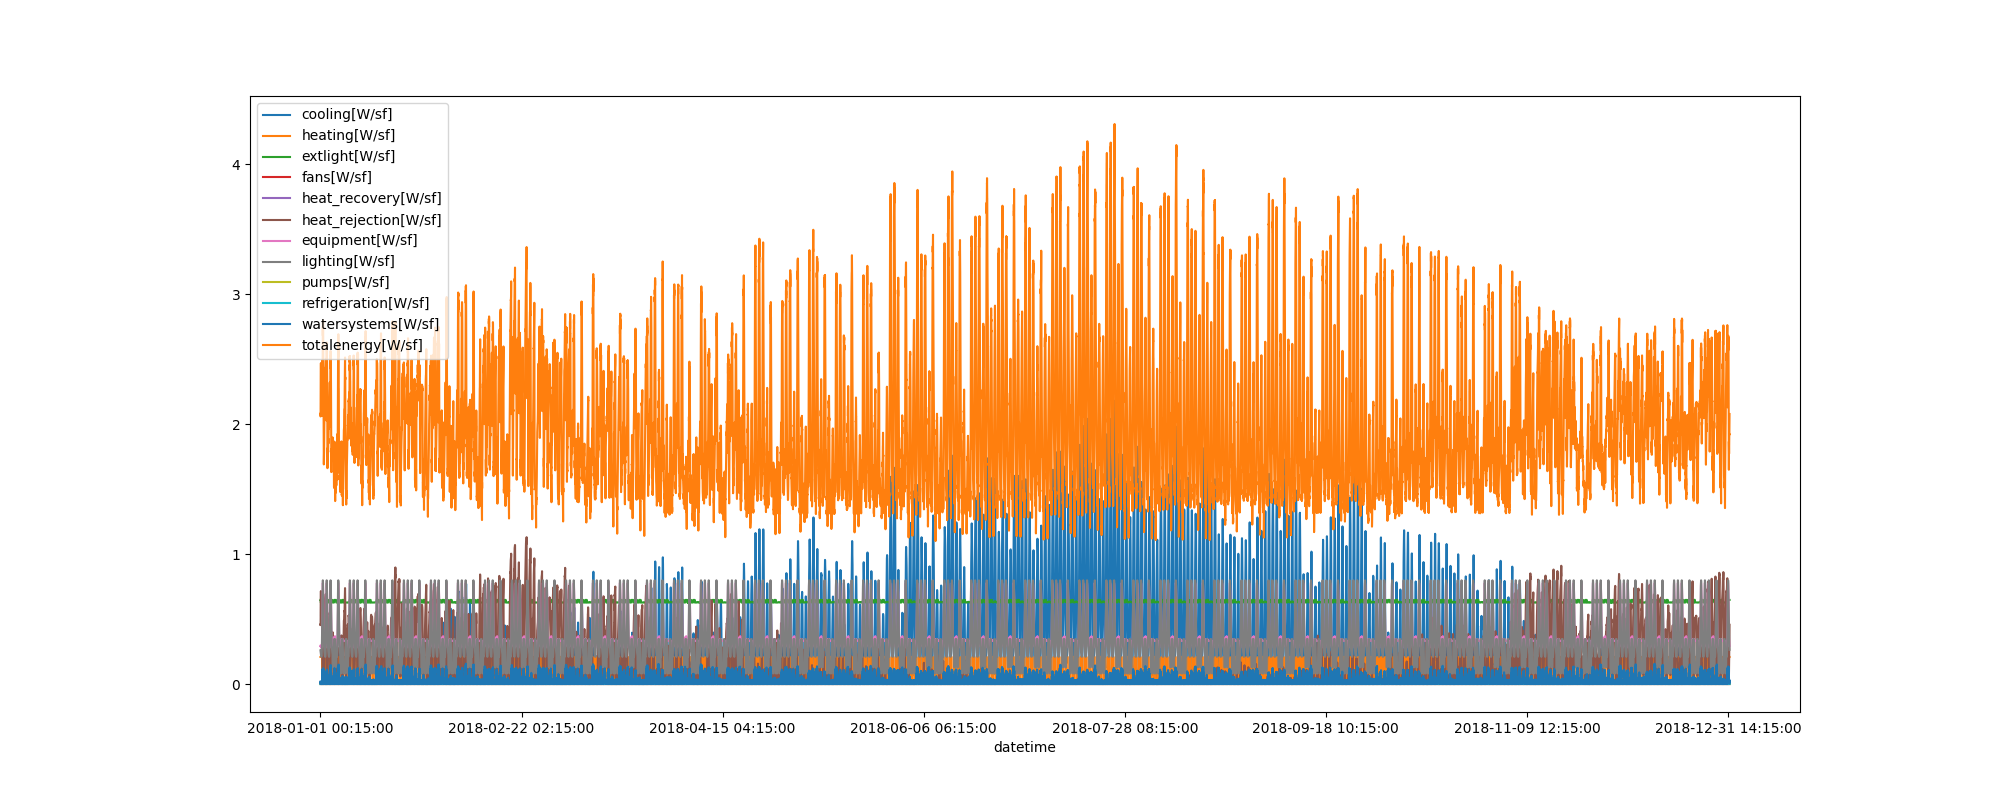 cooling[W/sf]
heating[W/sf]
extlight[W/sf]
fans[W/sf]
heat_recovery[W/sf]
heat_rejection[W/sf]
equipment[W/sf]
lighting[W/sf]
pumps[W/sf]
refrigeration[W/sf]
watersystems[W/sf]
totalenergy[W/sf]
4
3
2
1
0
2018-01-01 00:15:00 2018-02-22 02:15:00 2018-04-15 04:15:00 2018-06-06 06:15:00 2018-07-28 08:15:00 2018-09-18 10:15:00 2018-11-09 12:15:00 2018-12-31 14:15:00
datetime